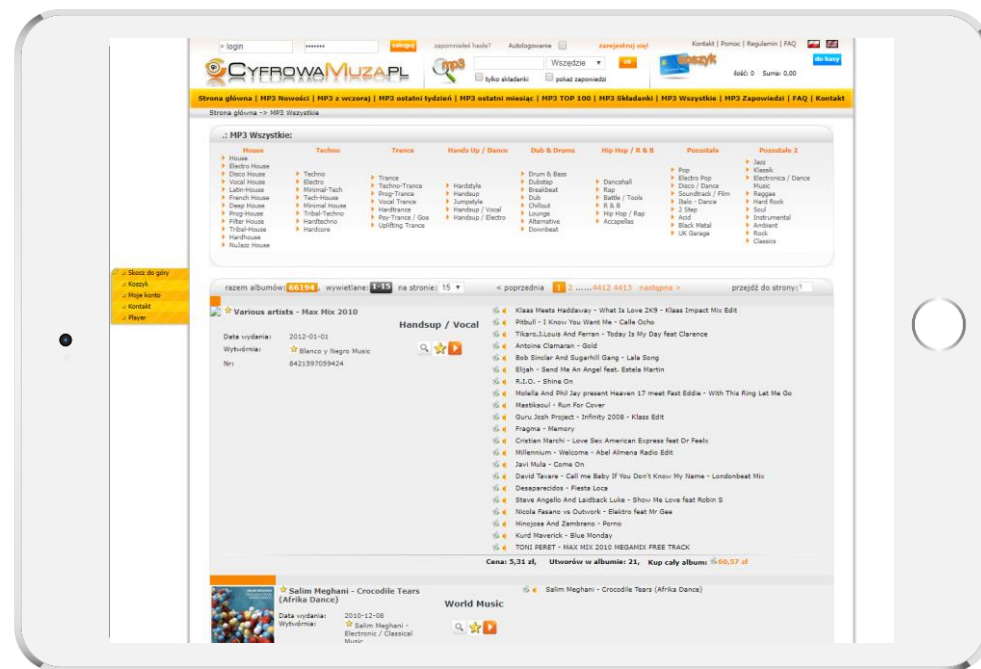 > login ••••••• zaloguj zapomniałeś hasła? Autologowanie zarejestruj się! Kontakt | Pomoc | Regulamin | FAQ
CYFROWAMUZA.PL mp3 Wszędzie ok koszyk do kasy
tylko składanki pokaż zapowiedzi ilość: 0 Suma: 0,00
Strona główna | MP3 Nowości | MP3 z wczoraj | MP3 ostatni tydzień | MP3 ostatni miesiąc | MP3 TOP 100 | MP3 Składanki | MP3 Wszystkie | MP3 Zapowiedzi | FAQ | Kontakt
Strona główna -> MP3 Wszystkie
.: MP3 Wszystkie:
House
House
Electro House
Disco House
Vocal House
Latin-House
French House
Deep House
Prog-House
Filter House
Tribal-House
Hardhouse
NuJazz House
Techno
Techno
Electro
Minimal-Tech
Tech-House
Minimal House
Tribal-Techno
Hardtechno
Hardcore
Trance
Trance
Techno-Trance
Prog-Trance
Vocal Trance
Hardtrance
Psy-Trance / Goa
Uplifting Trance
Hands Up / Dance
Hardstyle
Handsup
Jumpstyle
Handsup / Vocal
Handsup / Electro
Dub & Drums
Drum & Bass
Dubstep
Breakbeat
Dub
Chillout
Lounge
Alternative
Downbeat
Hip Hop / R & B
Dancehall
Rap
Battle / Tools
R & B
Hip Hop / Rap
Accapellas
Pozostałe
Pop
Electro Pop
Disco / Dance
Soundtrack / Film
Italo - Dance
2 Step
Acid
Black Metal
UK Garage
Pozostałe 2
Jazz
Klassik
Electronica / Dance
Music
Reggae
Hard Rock
Soul
Instrumental
Ambient
Rock
Classics
.: Skocz do góry
.: Koszyk
.: Moje konto
.: Kontakt
.: Player
razem albumów: 66194, wywietlane: 1-15 na stronie: 15 < poprzednia 1 2 ......4412 4413 następna > przejdź do strony:
Various artists - Max Mix 2010
Handsup / Vocal
Data wydania: 2012-01-01
Wytwórnia: Blanco y Negro Music
Nr: 8421597059424
Klaas Meets Haddaway - What Is Love 2K9 - Klaas Impact Mix Edit
Pitbull - I Know You Want Me - Calle Ocho
Tikaro.J.Louis And Ferran - Today Is My Day feat Clarence
Antoine Clamaran - Gold
Bob Sinclar And Sugarhill Gang - Lala Song
Elijah - Send Me An Angel feat. Estela Martin
R.I.O. - Shine On
Molella And Phil Jay present Heaven 17 meet Fast Eddie - With This Ring Let Me Go
Mastiksoul - Run For Cover
Guru Josh Project - Infinity 2008 - Klass Edit
Fragma - Memory
Cristian Marchi - Love Sex American Express feat Dr Feelx
Millennium - Welcome - Abel Almena Radio Edit
Javi Mula - Come On
David Tavare - Call me Baby If You Don't Know My Name - Londonbeat Mix
Desaparecidos - Fiesta Loca
Steve Angello And Laidback Luke - Show Me Love feat Robin S
Nicola Fasano vs Outwork - Elektro feat Mr Gee
Hinojosa And Zambrano - Porno
Kurd Maverick - Blue Monday
TONI PERET - MAX MIX 2010 MEGAMIX FREE TRACK
Cena: 5,31 zł, Utworów w albumie: 21, Kup cały album: 60,57 zł
Salim Meghani - Crocodile Tears
(Afrika Dance)
World Music
Data wydania: 2010-12-08
Wytwórnia: Salim Meghani -
Electronic / Classical
Music
Salim Meghani - Crocodile Tears (Afrika Dance)